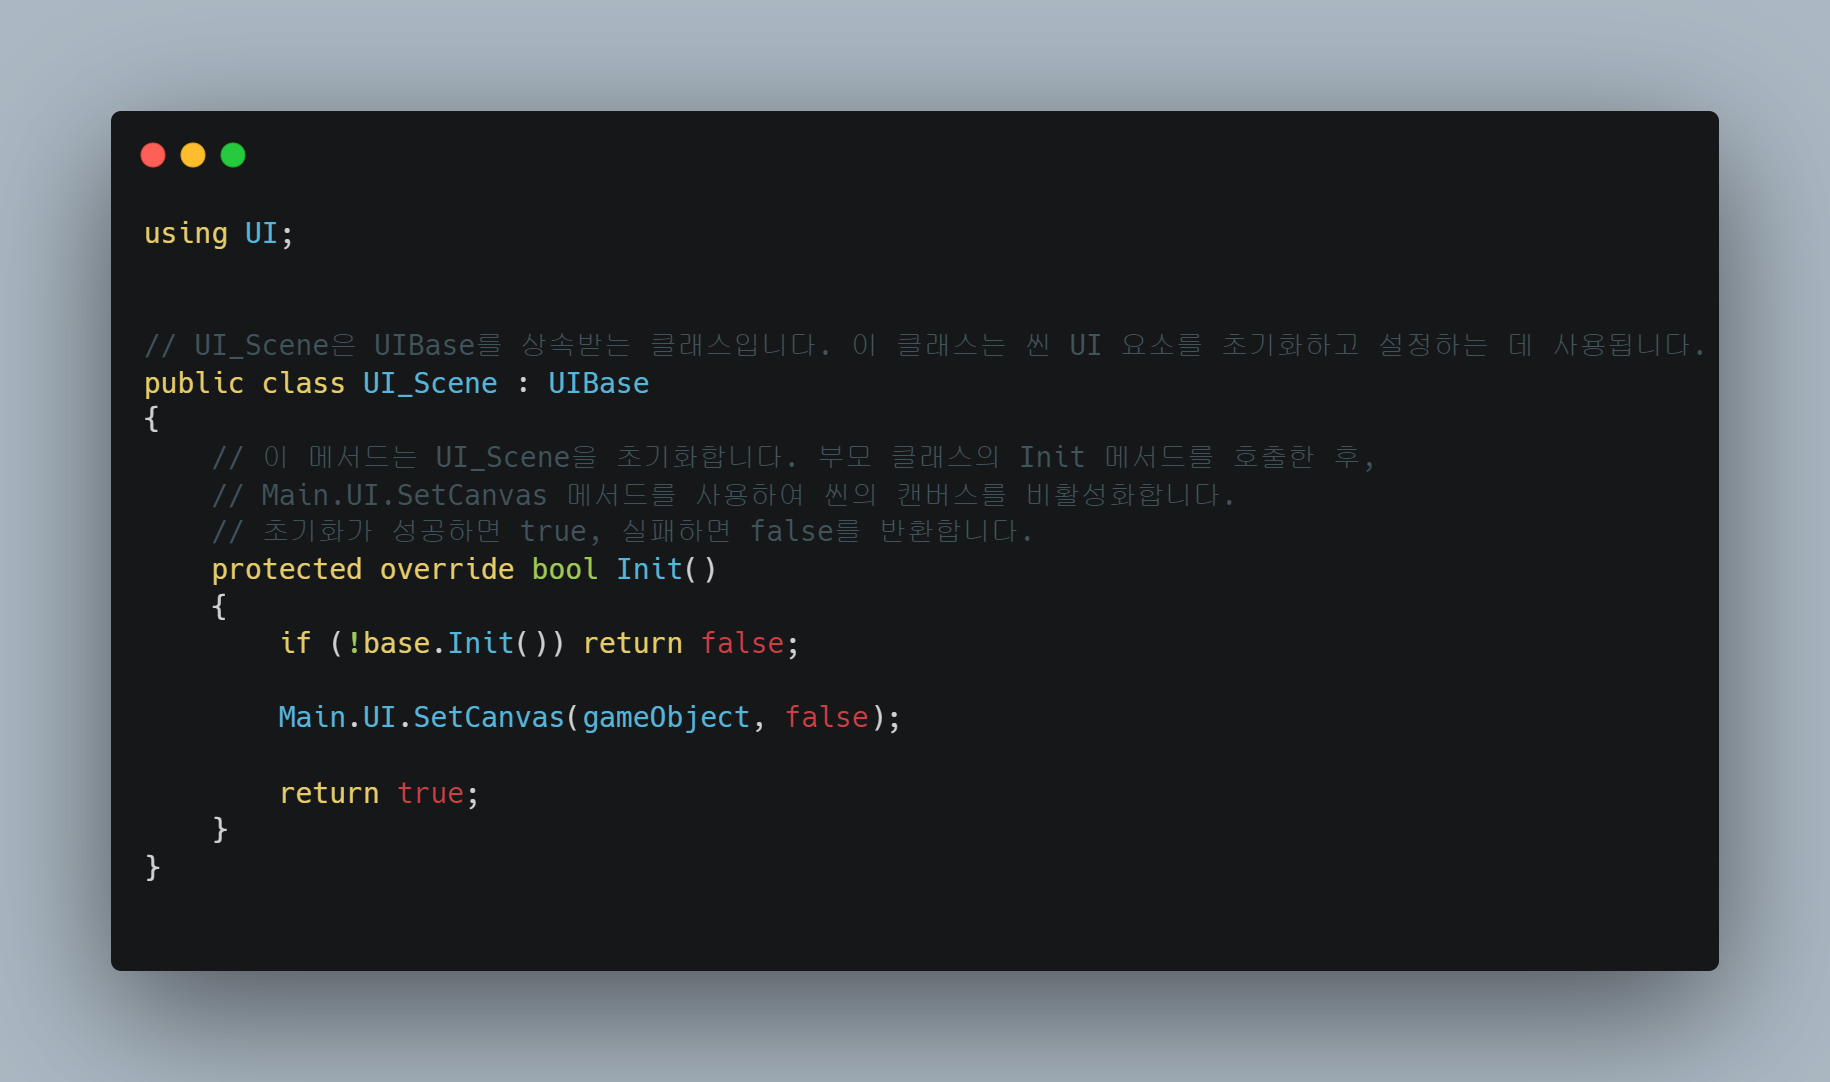 using UI;
// UI_Scene은 UIBase를 상속받는 클래스입니다. 이 클래스는 씬 UI 요소를 초기화하고 설정하는 데 사용됩니다.
public class UI_Scene : UIBase
{
    // 이 메서드는 UI_Scene을 초기화합니다. 부모 클래스의 Init 메서드를 호출한 후,
    // Main.UI.SetCanvas 메서드를 사용하여 씬의 캔버스를 비활성화합니다.
    // 초기화가 성공하면 true, 실패하면 false를 반환합니다.
    protected override bool Init()
    {
        if (!base.Init()) return false;
        Main.UI.SetCanvas(gameObject, false);
        return true;
    }
}